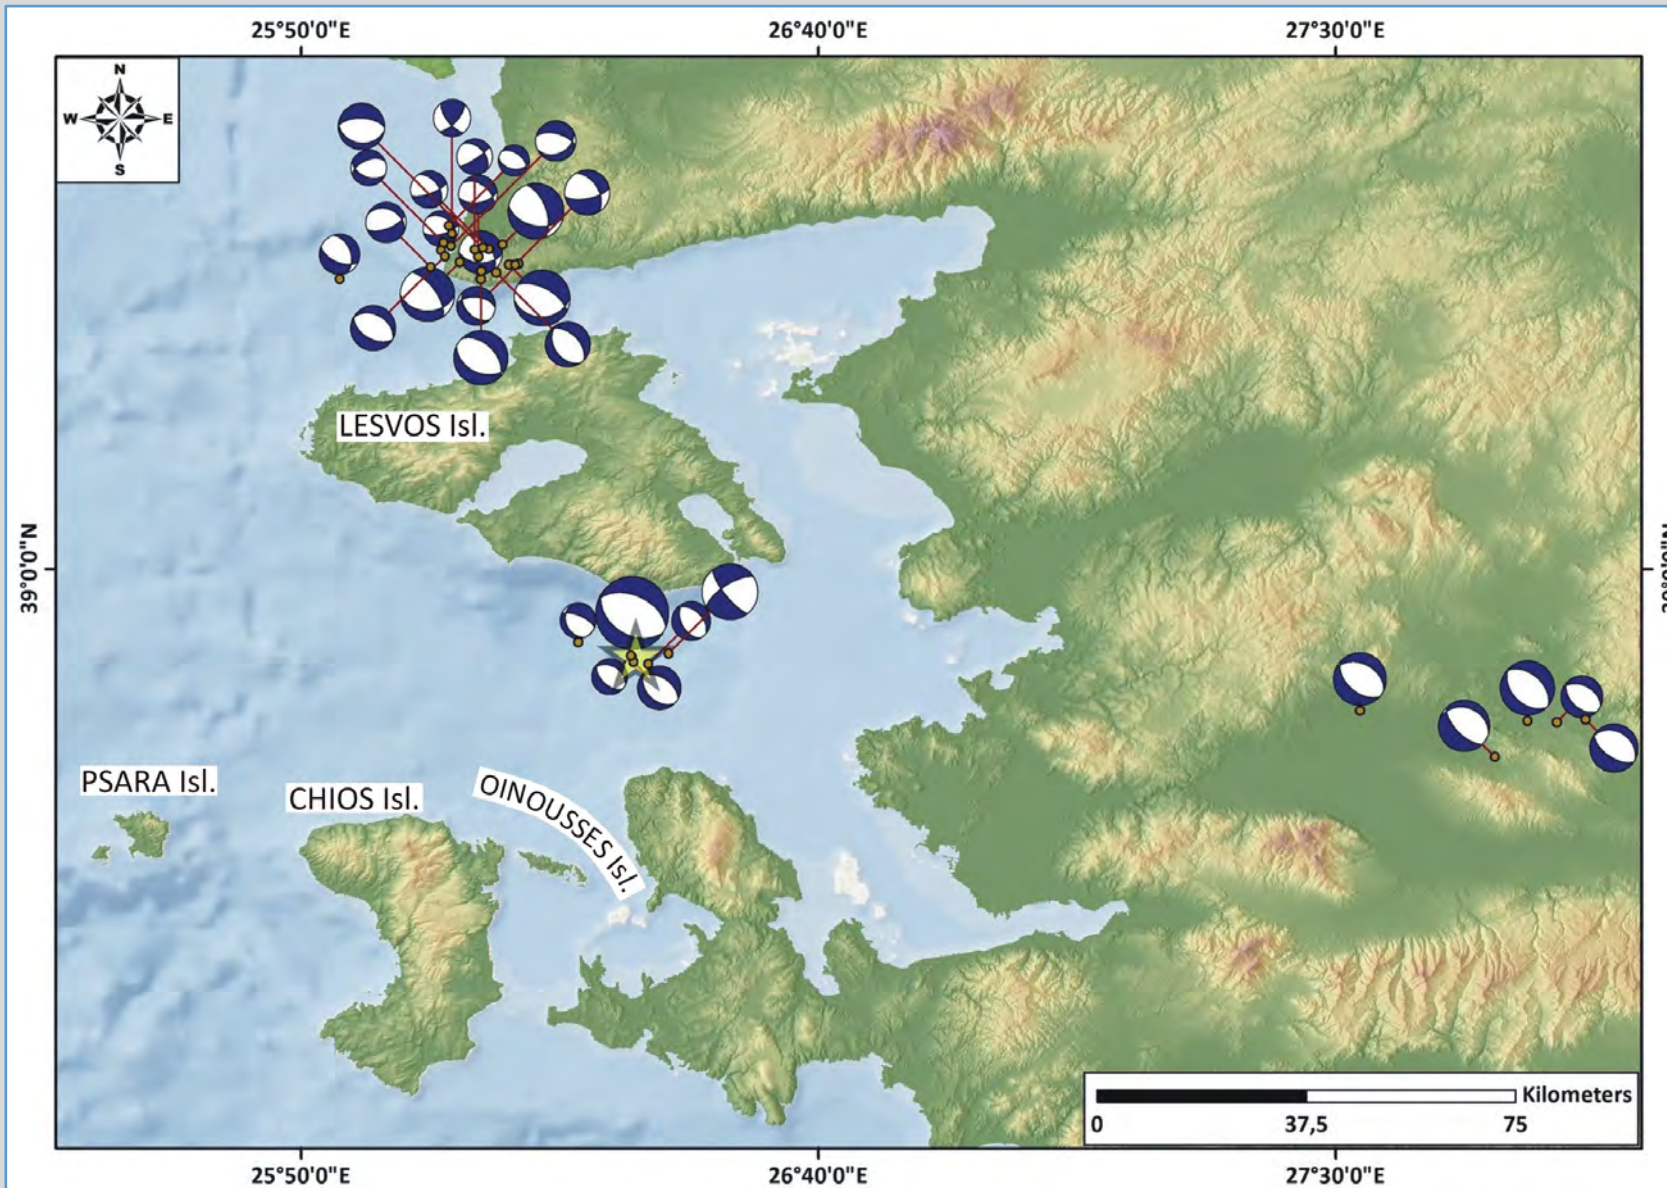 25°50'0"E 26°40'0"E 27°30'0"E
N
W E
S
LESVOS Isl.
39°0'0"N
PSARA Isl.
CHIOS Isl.
OINOUSSES Isl.
Kilometers
0 37,5 75
25°50'0"E 26°40'0"E 27°30'0"E